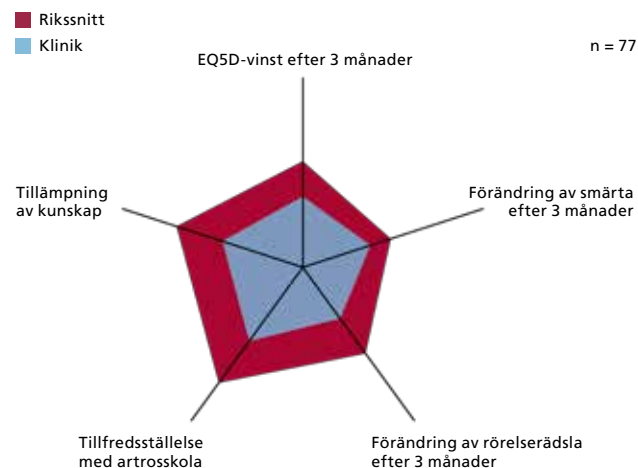 Rikssnitt
Klinik
n = 77
EQ5D-vinst efter 3 månader
Tillämpning
av kunskap
Förändring av smärta
efter 3 månader
Tillfredsställelse
med artrosskola
Förändring av rörelserädsla
efter 3 månader